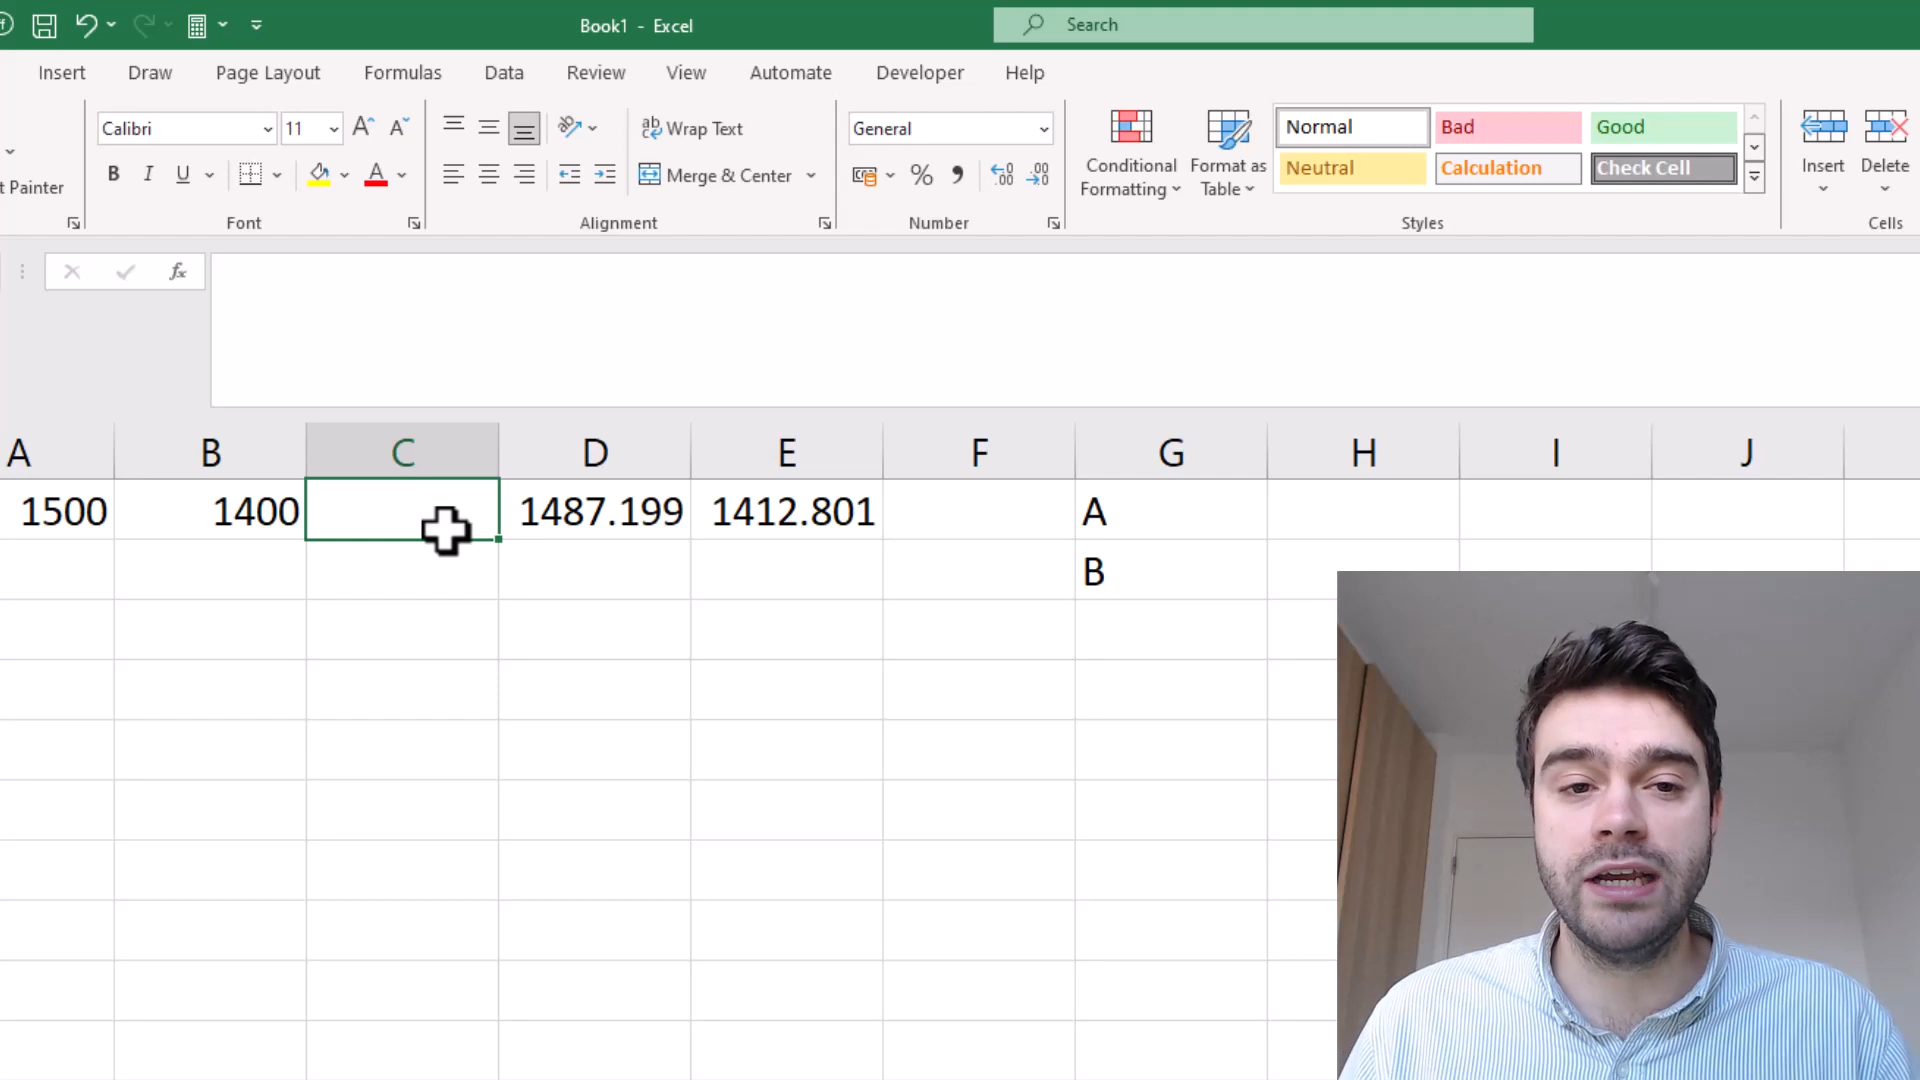 Book1 - Excel
Search
Insert Draw Page Layout Formulas Data Review View Automate Developer Help
Calibri 11
Wrap Text
General
Normal Bad Good
Conditional Formatting
Format as Table
Insert Delete
t Painter
B I U
A
Merge & Center
%
Neutral Calculation Check Cell
Font Alignment Number Styles Cells
fx
A B C D E F G H I J
1500 1400 1487.199 1412.801 A
B